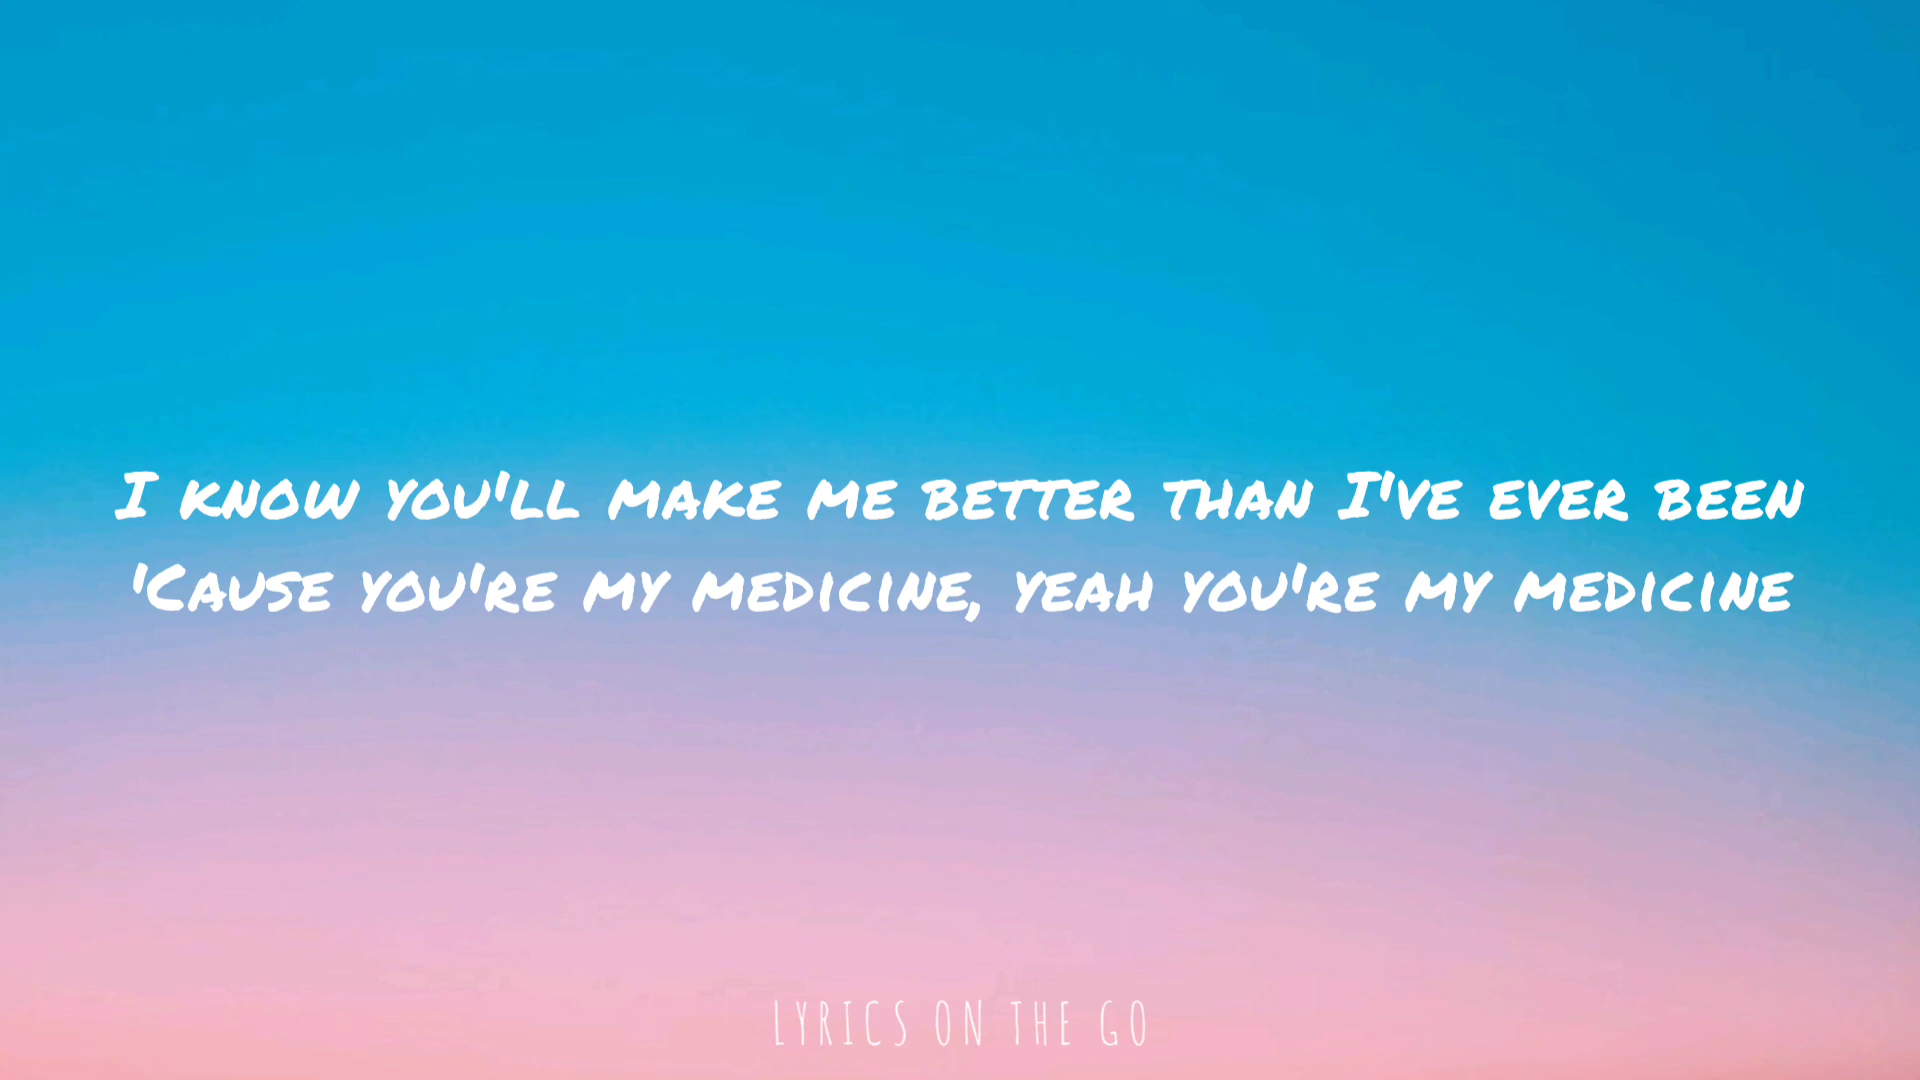 I know you'll make me better than I've ever been
'Cause you're my medicine, yeah you're my medicine
LYRICS ON THE GO